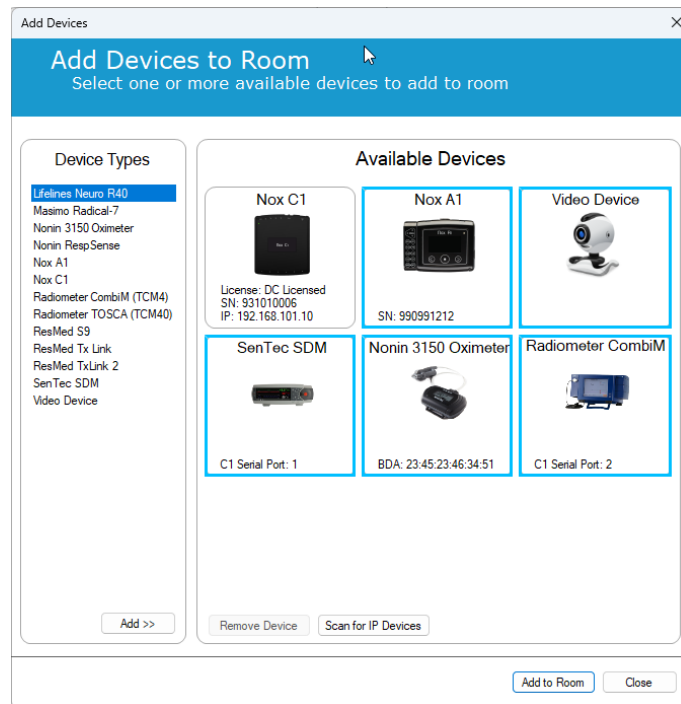 Add Devices
Add Devices to Room
Select one or more available devices to add to room
Device Types
Lifelines Neuro R40
Masimo Radical-7
Nonin 3150 Oximeter
Nonin RespSense
Nox A1
Nox C1
Radiometer CombiM (TCM4)
Radiometer TOSCA (TCM40)
ResMed S9
ResMed Tx Link
ResMed TxLink 2
SenTec SDM
Video Device
Add >>
Available Devices
Nox C1
License: DC Licensed
SN: 931010006
IP: 192.168.101.10
Nox A1
SN: 990991212
Video Device
SenTec SDM
C1 Serial Port: 1
Nonin 3150 Oximeter
BDA: 23:45:23:46:34:51
Radiometer CombiM
C1 Serial Port: 2
Remove Device
Scan for IP Devices
Add to Room
Close